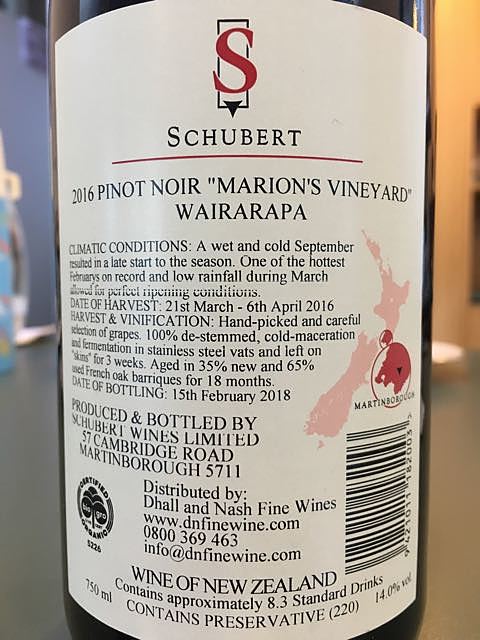 S
SCHUBERT
2016 PINOT NOIR "MARION'S VINEYARD"
WAIRARAPA
CLIMATIC CONDITIONS: A wet and cold September
resulted in a late start to the season. One of the hottest
Februarys on record and low rainfall during March
allowed for perfect ripening conditions.
DATE OF HARVEST: 21st March - 6th April 2016
HARVEST & VINIFICATION: Hand-picked and careful
selection of grapes. 100% de-stemmed, cold-maceration
and fermentation in stainless steel vats and left on
"skins" for 3 weeks. Aged in 35% new and 65%
used French oak barriques for 18 months.
DATE OF BOTTLING: 15th February 2018
MARTINBOROUGH
PRODUCED & BOTTLED BY
SCHUBERT WINES LIMITED
57 CAMBRIDGE ROAD
MARTINBOROUGH 5711
CERTIFIED
bio gro
ORGANIC
5226
Distributed by:
Dhall and Nash Fine Wines
www.dnfinewine.com
0800 369 463
info@dnfinewine.com
9 421011 182003 >
WINE OF NEW ZEALAND
750 ml
Contains approximately 8.3 Standard Drinks
14.0% vol.
CONTAINS PRESERVATIVE (220)